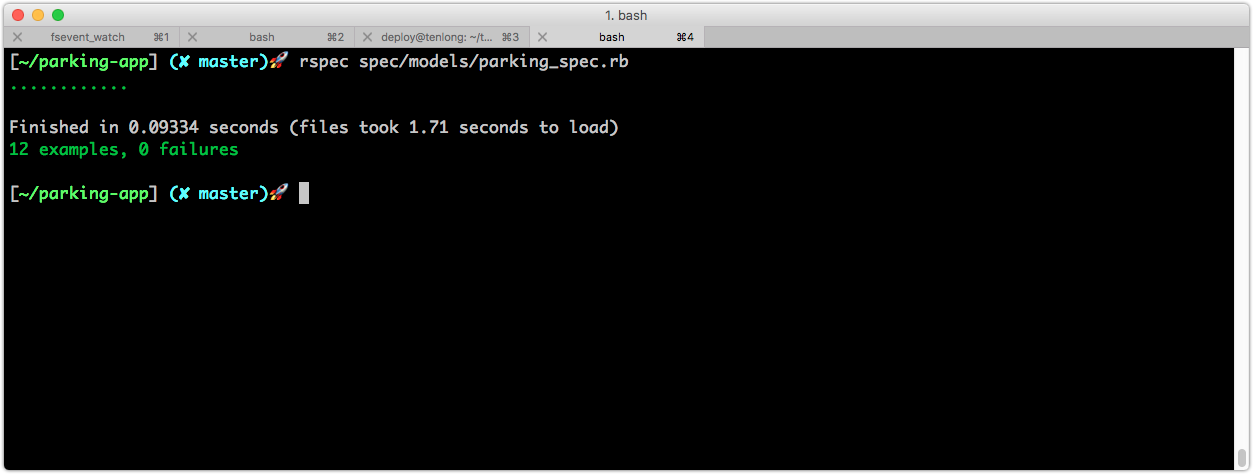 1. bash
fsevent_watch ⌘1 bash ⌘2 deploy@tenlong: ~/t... ⌘3 bash ⌘4
[~/parking-app] (✘ master)🚀 rspec spec/models/parking_spec.rb
............
Finished in 0.09334 seconds (files took 1.71 seconds to load)
12 examples, 0 failures
[~/parking-app] (✘ master)🚀